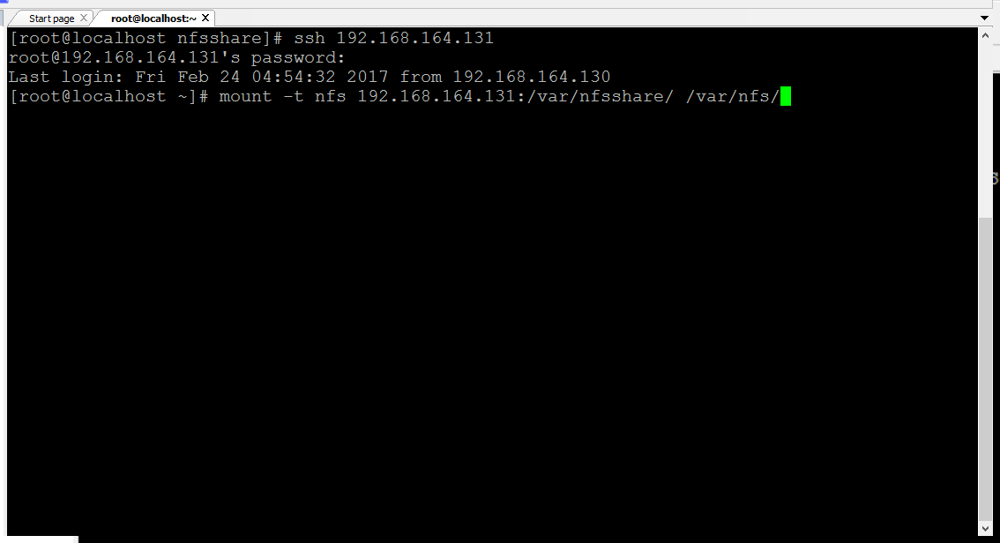 Start page
root@localhost:~
[root@localhost nfsshare]# ssh 192.168.164.131
root@192.168.164.131's password:
Last login: Fri Feb 24 04:54:32 2017 from 192.168.164.130
[root@localhost ~]# mount -t nfs 192.168.164.131:/var/nfsshare/ /var/nfs/